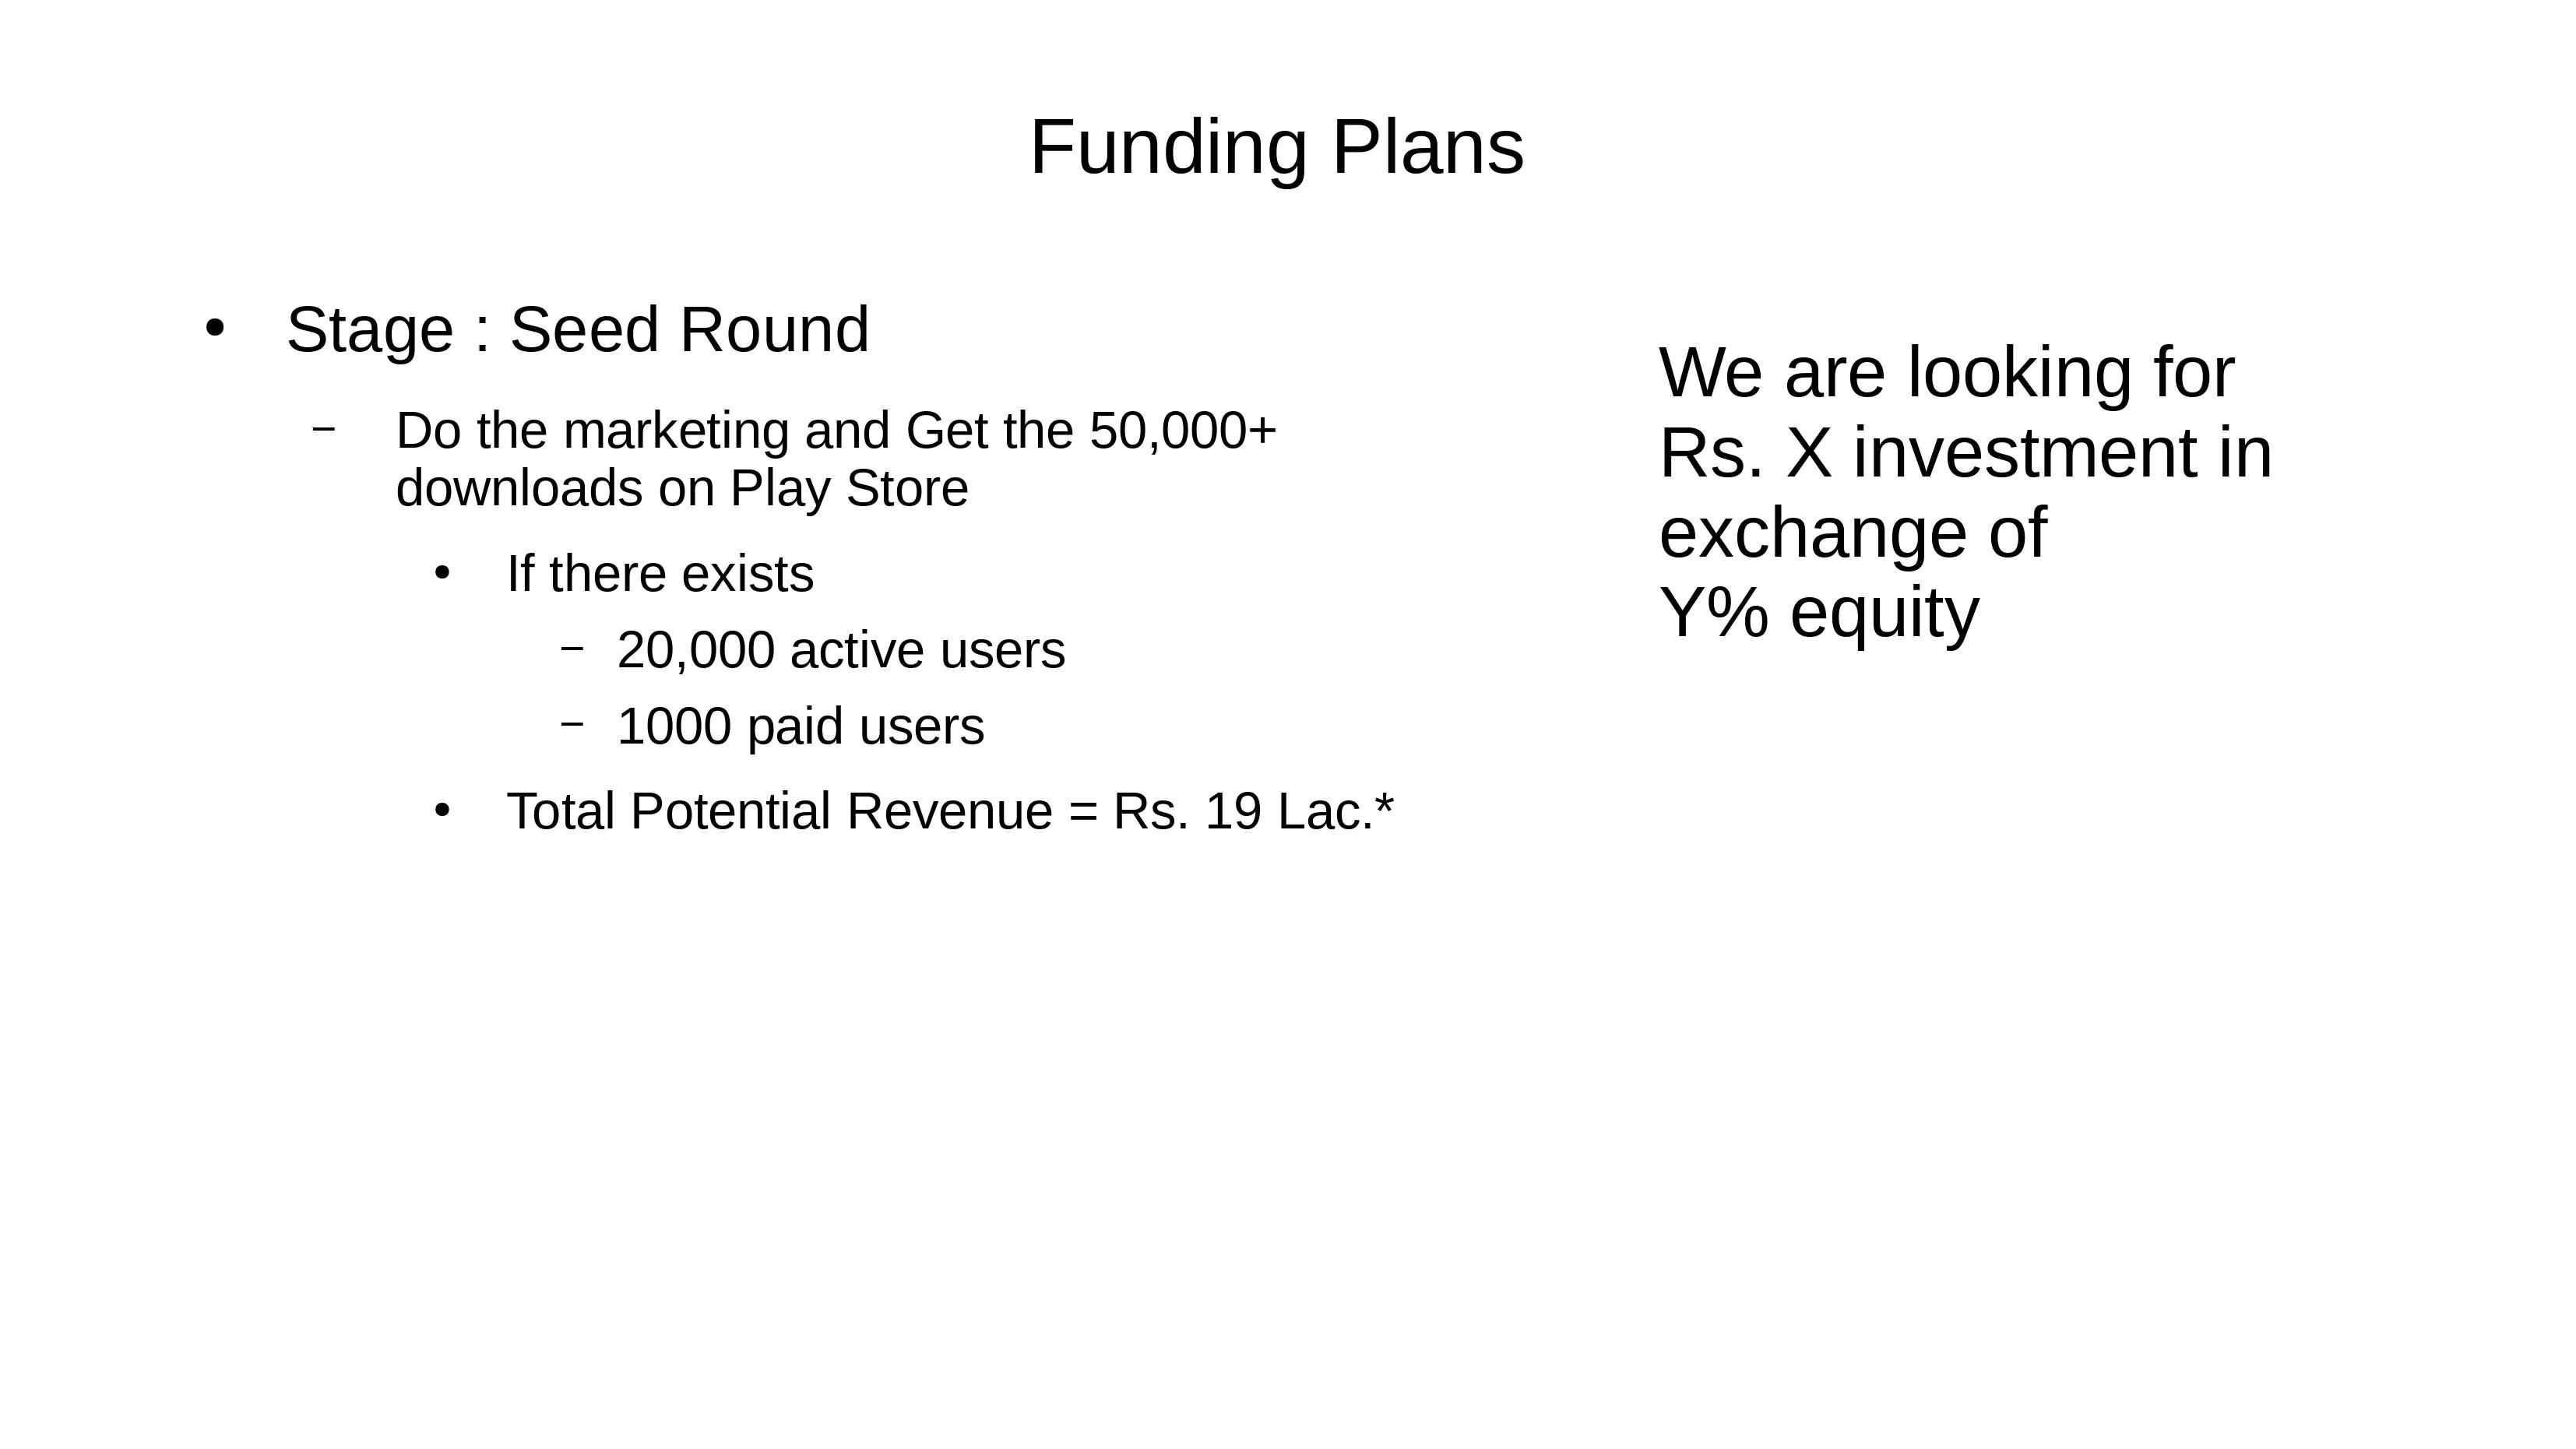 Funding Plans
• Stage : Seed Round
– Do the marketing and Get the 50,000+
downloads on Play Store
• If there exists
– 20,000 active users
– 1000 paid users
• Total Potential Revenue = Rs. 19 Lac.*
We are looking for
Rs. X investment in
exchange of
Y% equity